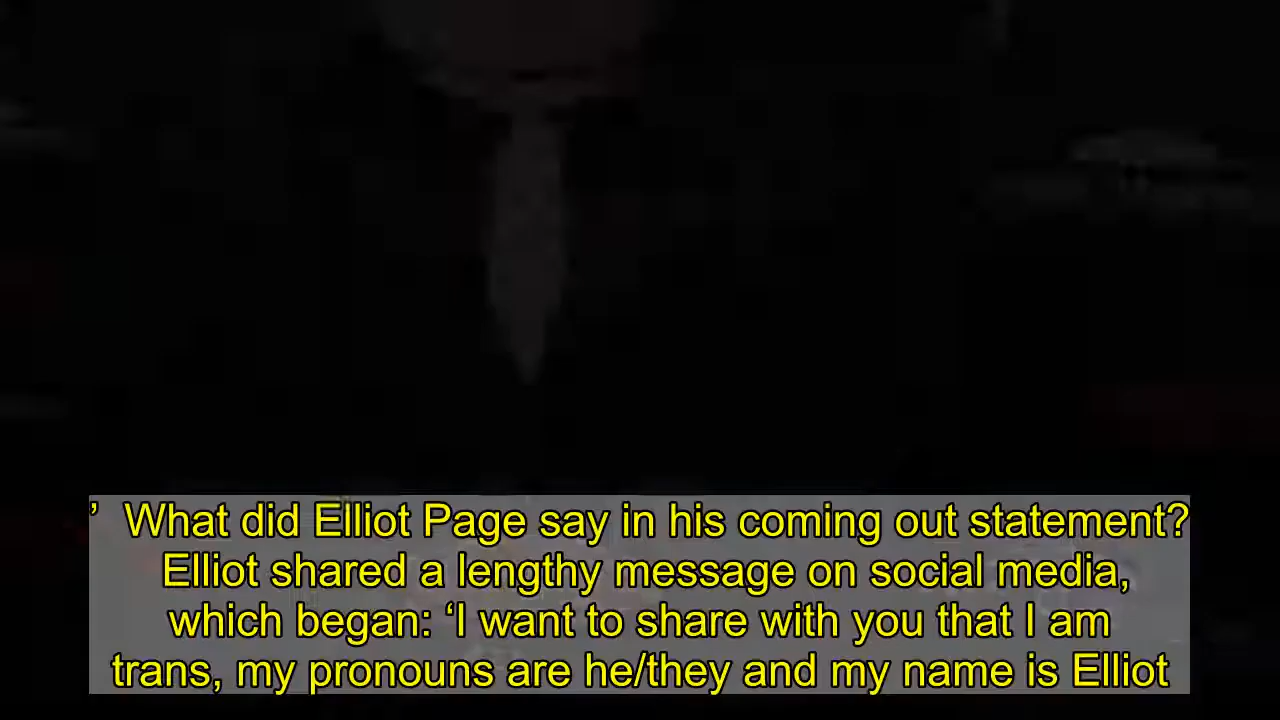 ’ What did Elliot Page say in his coming out statement?
Elliot shared a lengthy message on social media,
which began: ‘I want to share with you that I am
trans, my pronouns are he/they and my name is Elliot